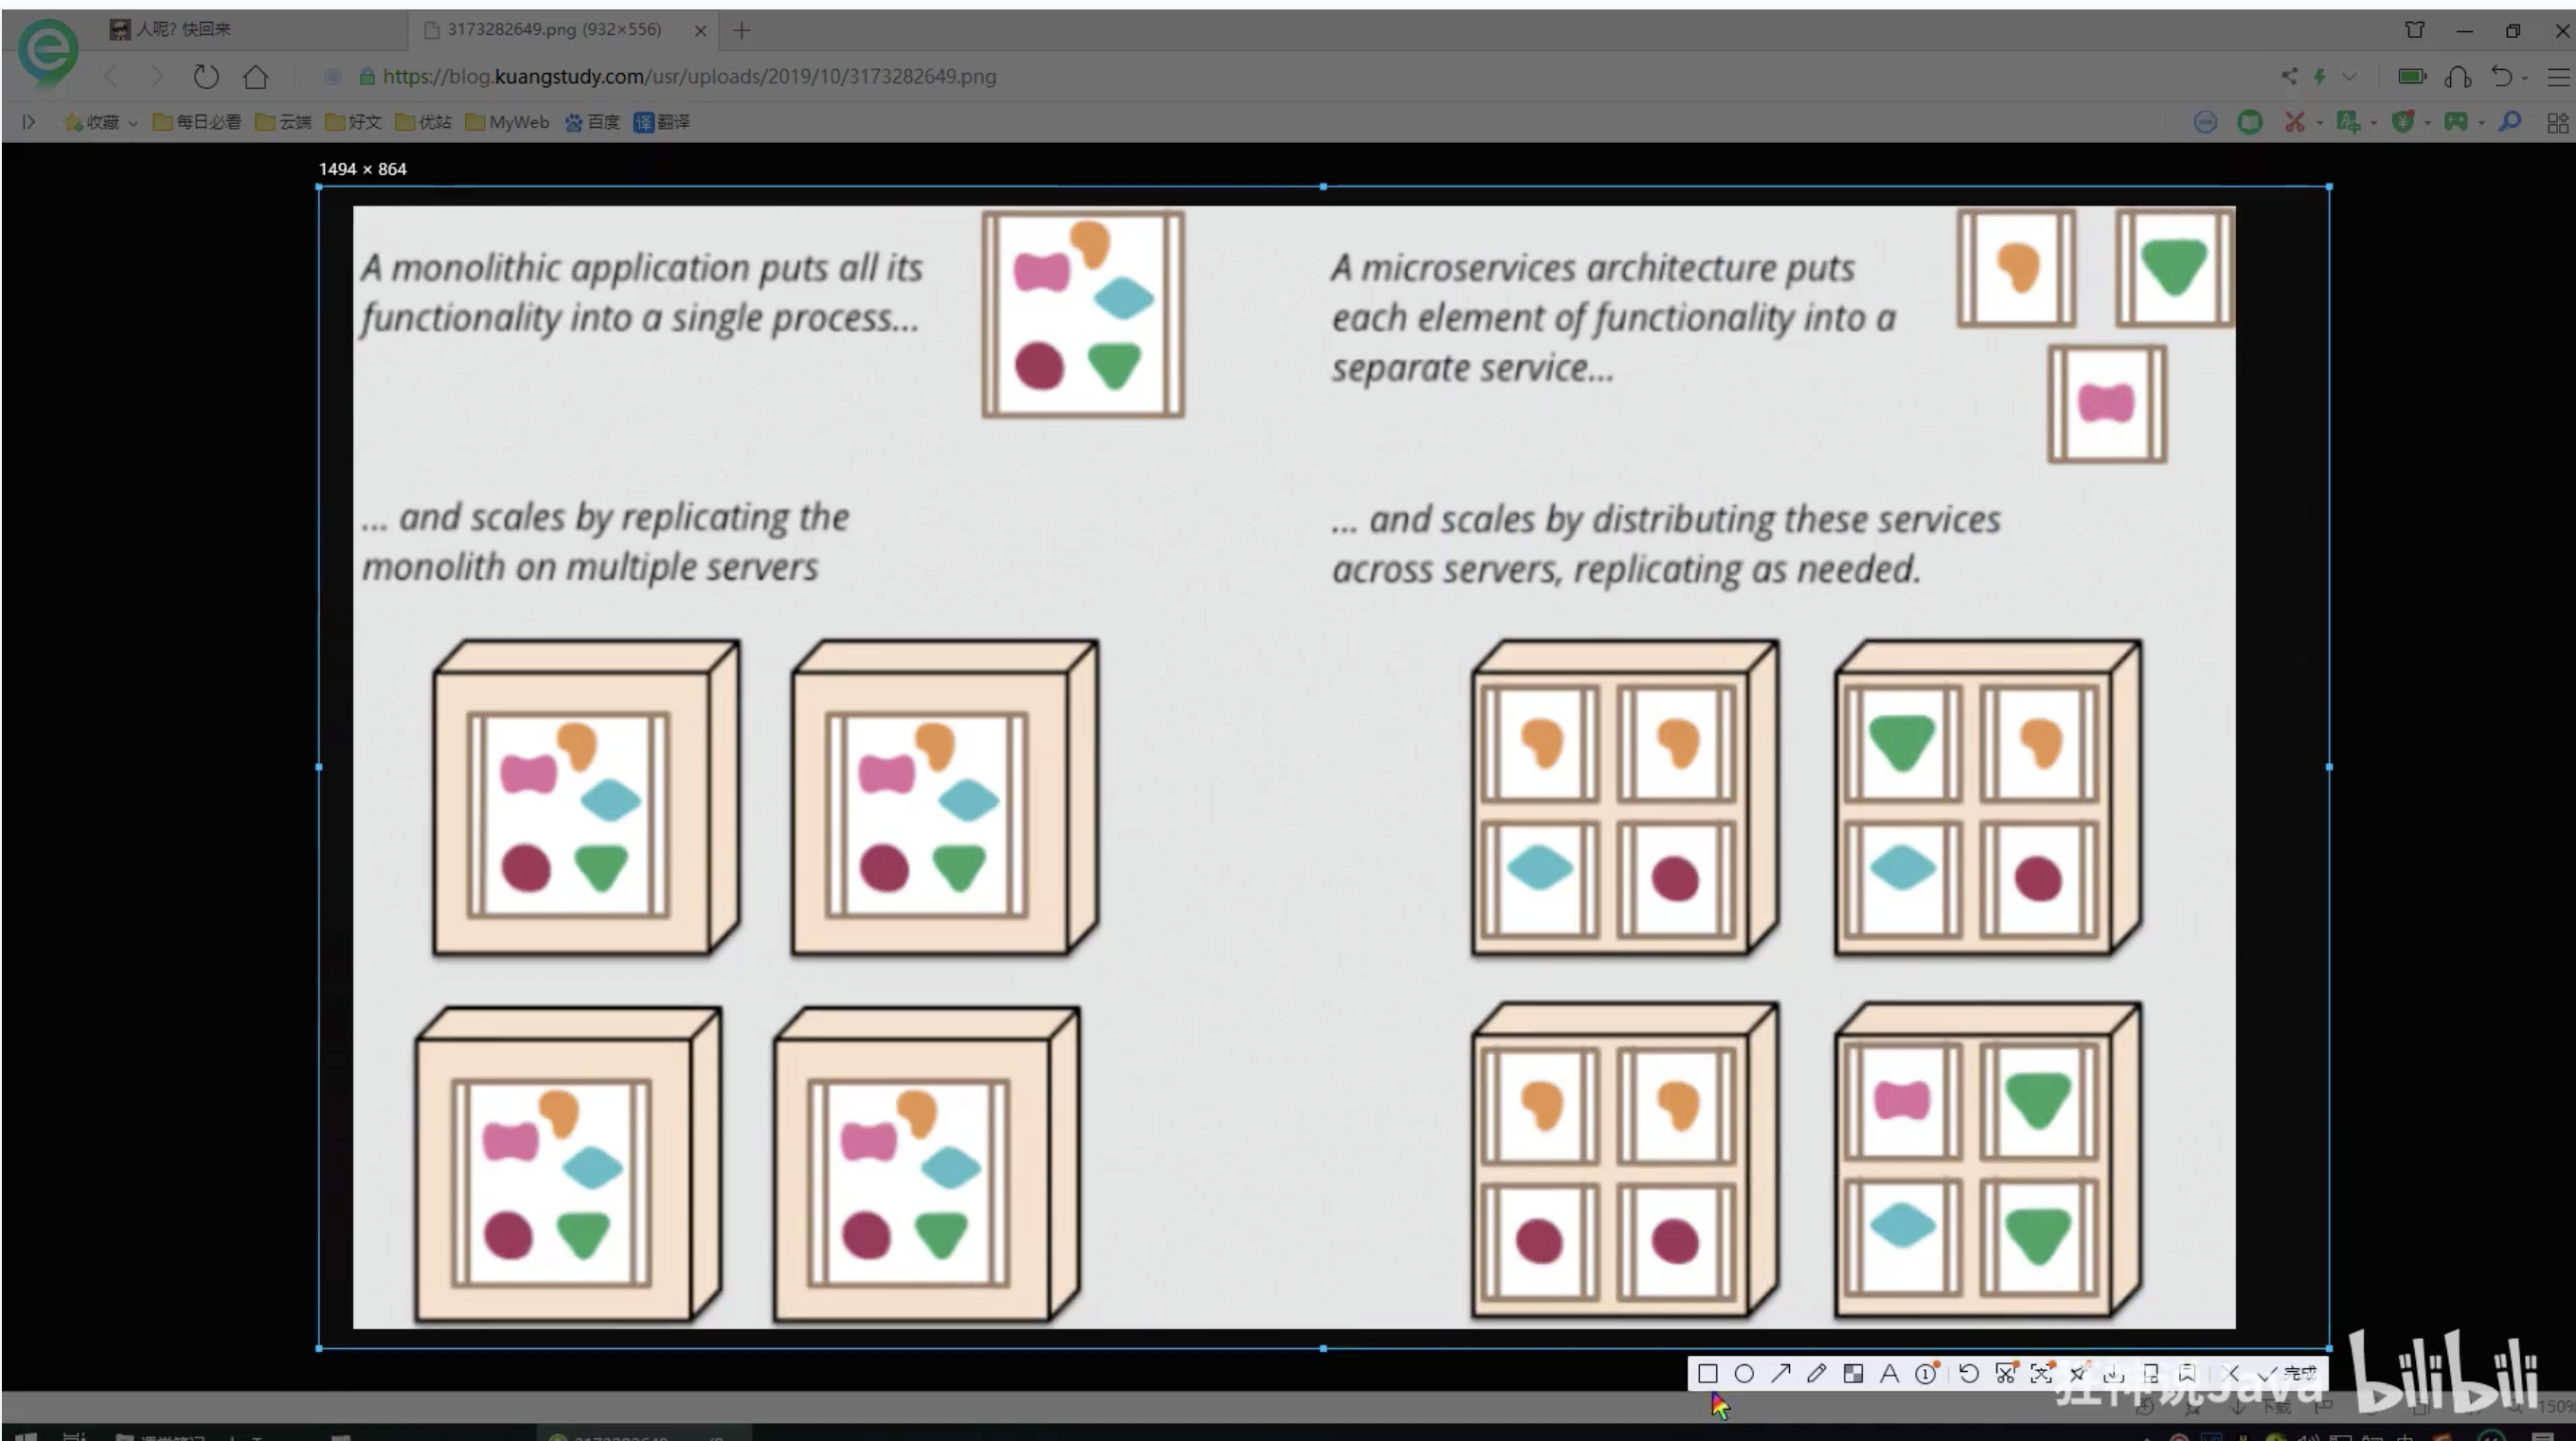 人呢? 快回来
3173282649.png (932×556)
https://blog.kuangstudy.com/usr/uploads/2019/10/3173282649.png
收藏 每日必看 云端 好文 优站 MyWeb 百度 译 翻译
1494 × 864
A monolithic application puts all its
functionality into a single process...
A microservices architecture puts
each element of functionality into a
separate service...
... and scales by replicating the
monolith on multiple servers
... and scales by distributing these services
across servers, replicating as needed.
完成
狂神说Java bilibili
下载
150%